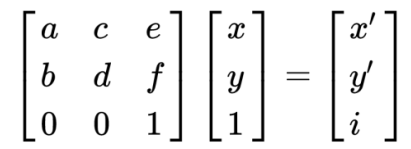 a c e x x′
b d f y = y′
0 0 1 1 i